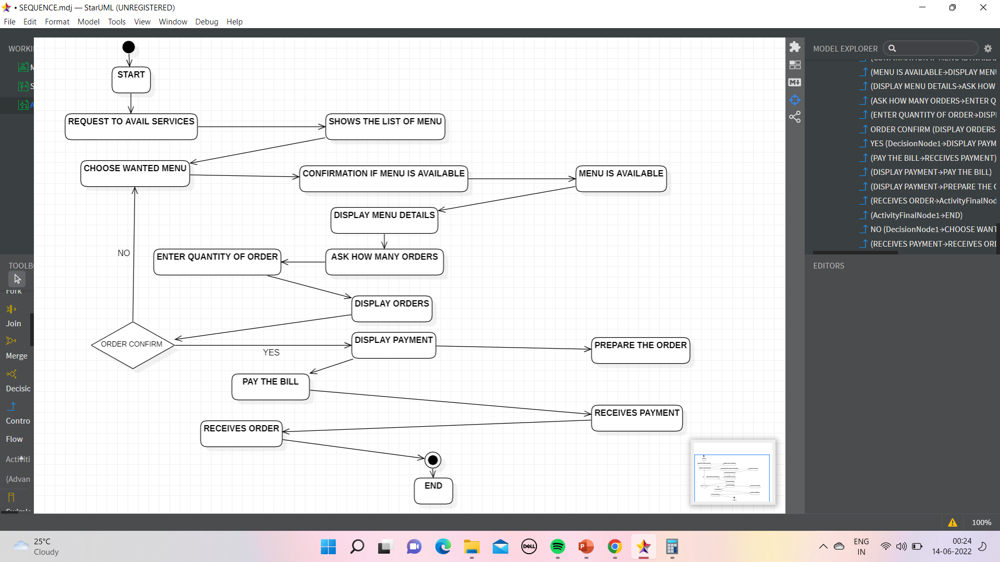 • SEQUENCE.mdj — StarUML (UNREGISTERED)
File Edit Format Model Tools View Window Debug Help
WORKI
M
S
A
START
REQUEST TO AVAIL SERVICES
SHOWS THE LIST OF MENU
CHOOSE WANTED MENU
CONFIRMATION IF MENU IS AVAILABLE
MENU IS AVAILABLE
DISPLAY MENU DETAILS
NO
ENTER QUANTITY OF ORDER
ASK HOW MANY ORDERS
DISPLAY ORDERS
ORDER CONFIRM
YES
DISPLAY PAYMENT
PREPARE THE ORDER
PAY THE BILL
RECEIVES PAYMENT
RECEIVES ORDER
END
TOOLB
Fork
Join
Merge
Decisic
Contro
Flow
Activiti
(Advan
MODEL EXPLORER
(CONFIRMATION IF MENU IS AVAILA
(MENU IS AVAILABLE→DISPLAY MENU
(DISPLAY MENU DETAILS→ASK HOW
(ASK HOW MANY ORDERS→ENTER Q
(ENTER QUANTITY OF ORDER→DISPL
ORDER CONFIRM (DISPLAY ORDERS-
YES (DecisionNode1→DISPLAY PAYM
(PAY THE BILL→RECEIVES PAYMENT)
(DISPLAY PAYMENT→PAY THE BILL)
(DISPLAY PAYMENT→PREPARE THE O
(RECEIVES ORDER→ActivityFinalNod
(ActivityFinalNode1→END)
NO (DecisionNode1→CHOOSE WANT
(RECEIVES PAYMENT→RECEIVES ORD
EDITORS
100%
25°C
Cloudy
DELL
ENG
IN
00:24
14-06-2022